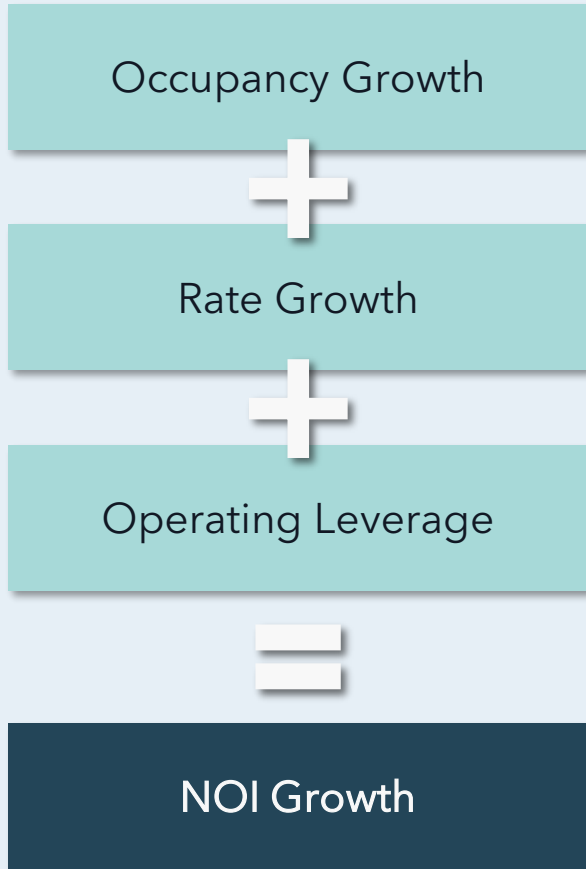 Occupancy Growth
+
Rate Growth
+
Operating Leverage
=
NOI Growth